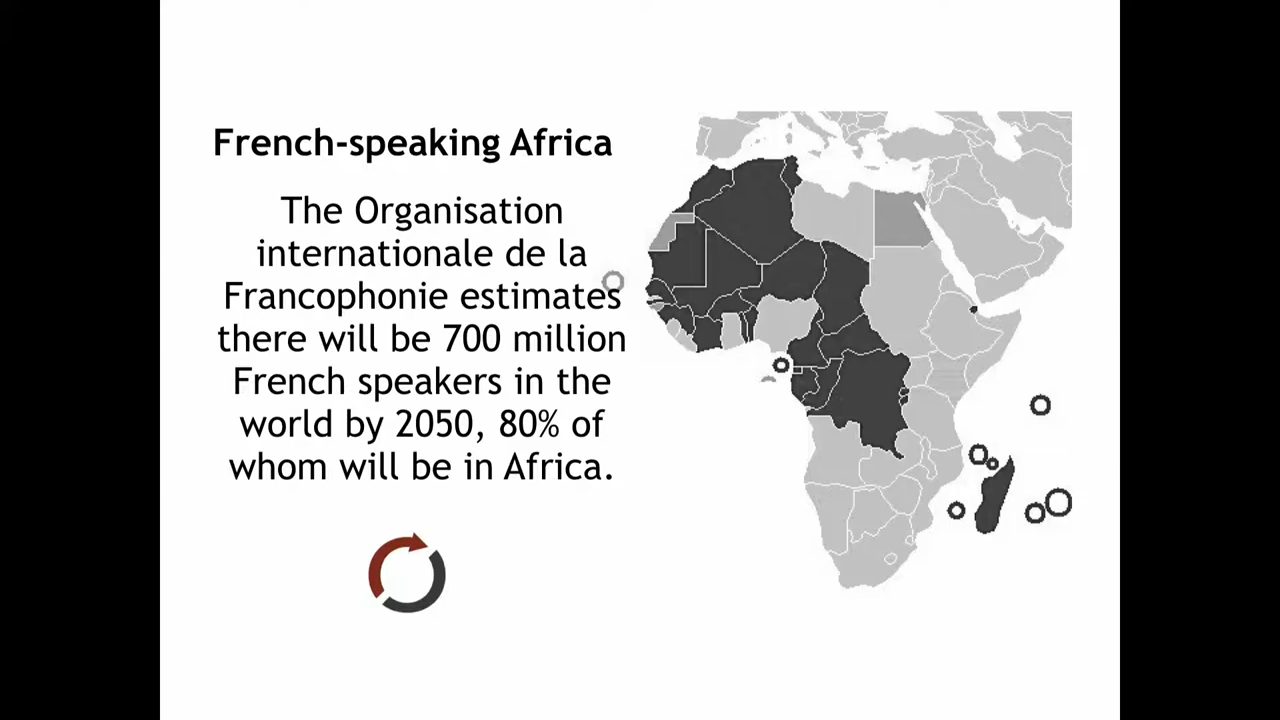 French-speaking Africa
The Organisation
internationale de la
Francophonie estimates
there will be 700 million
French speakers in the
world by 2050, 80% of
whom will be in Africa.